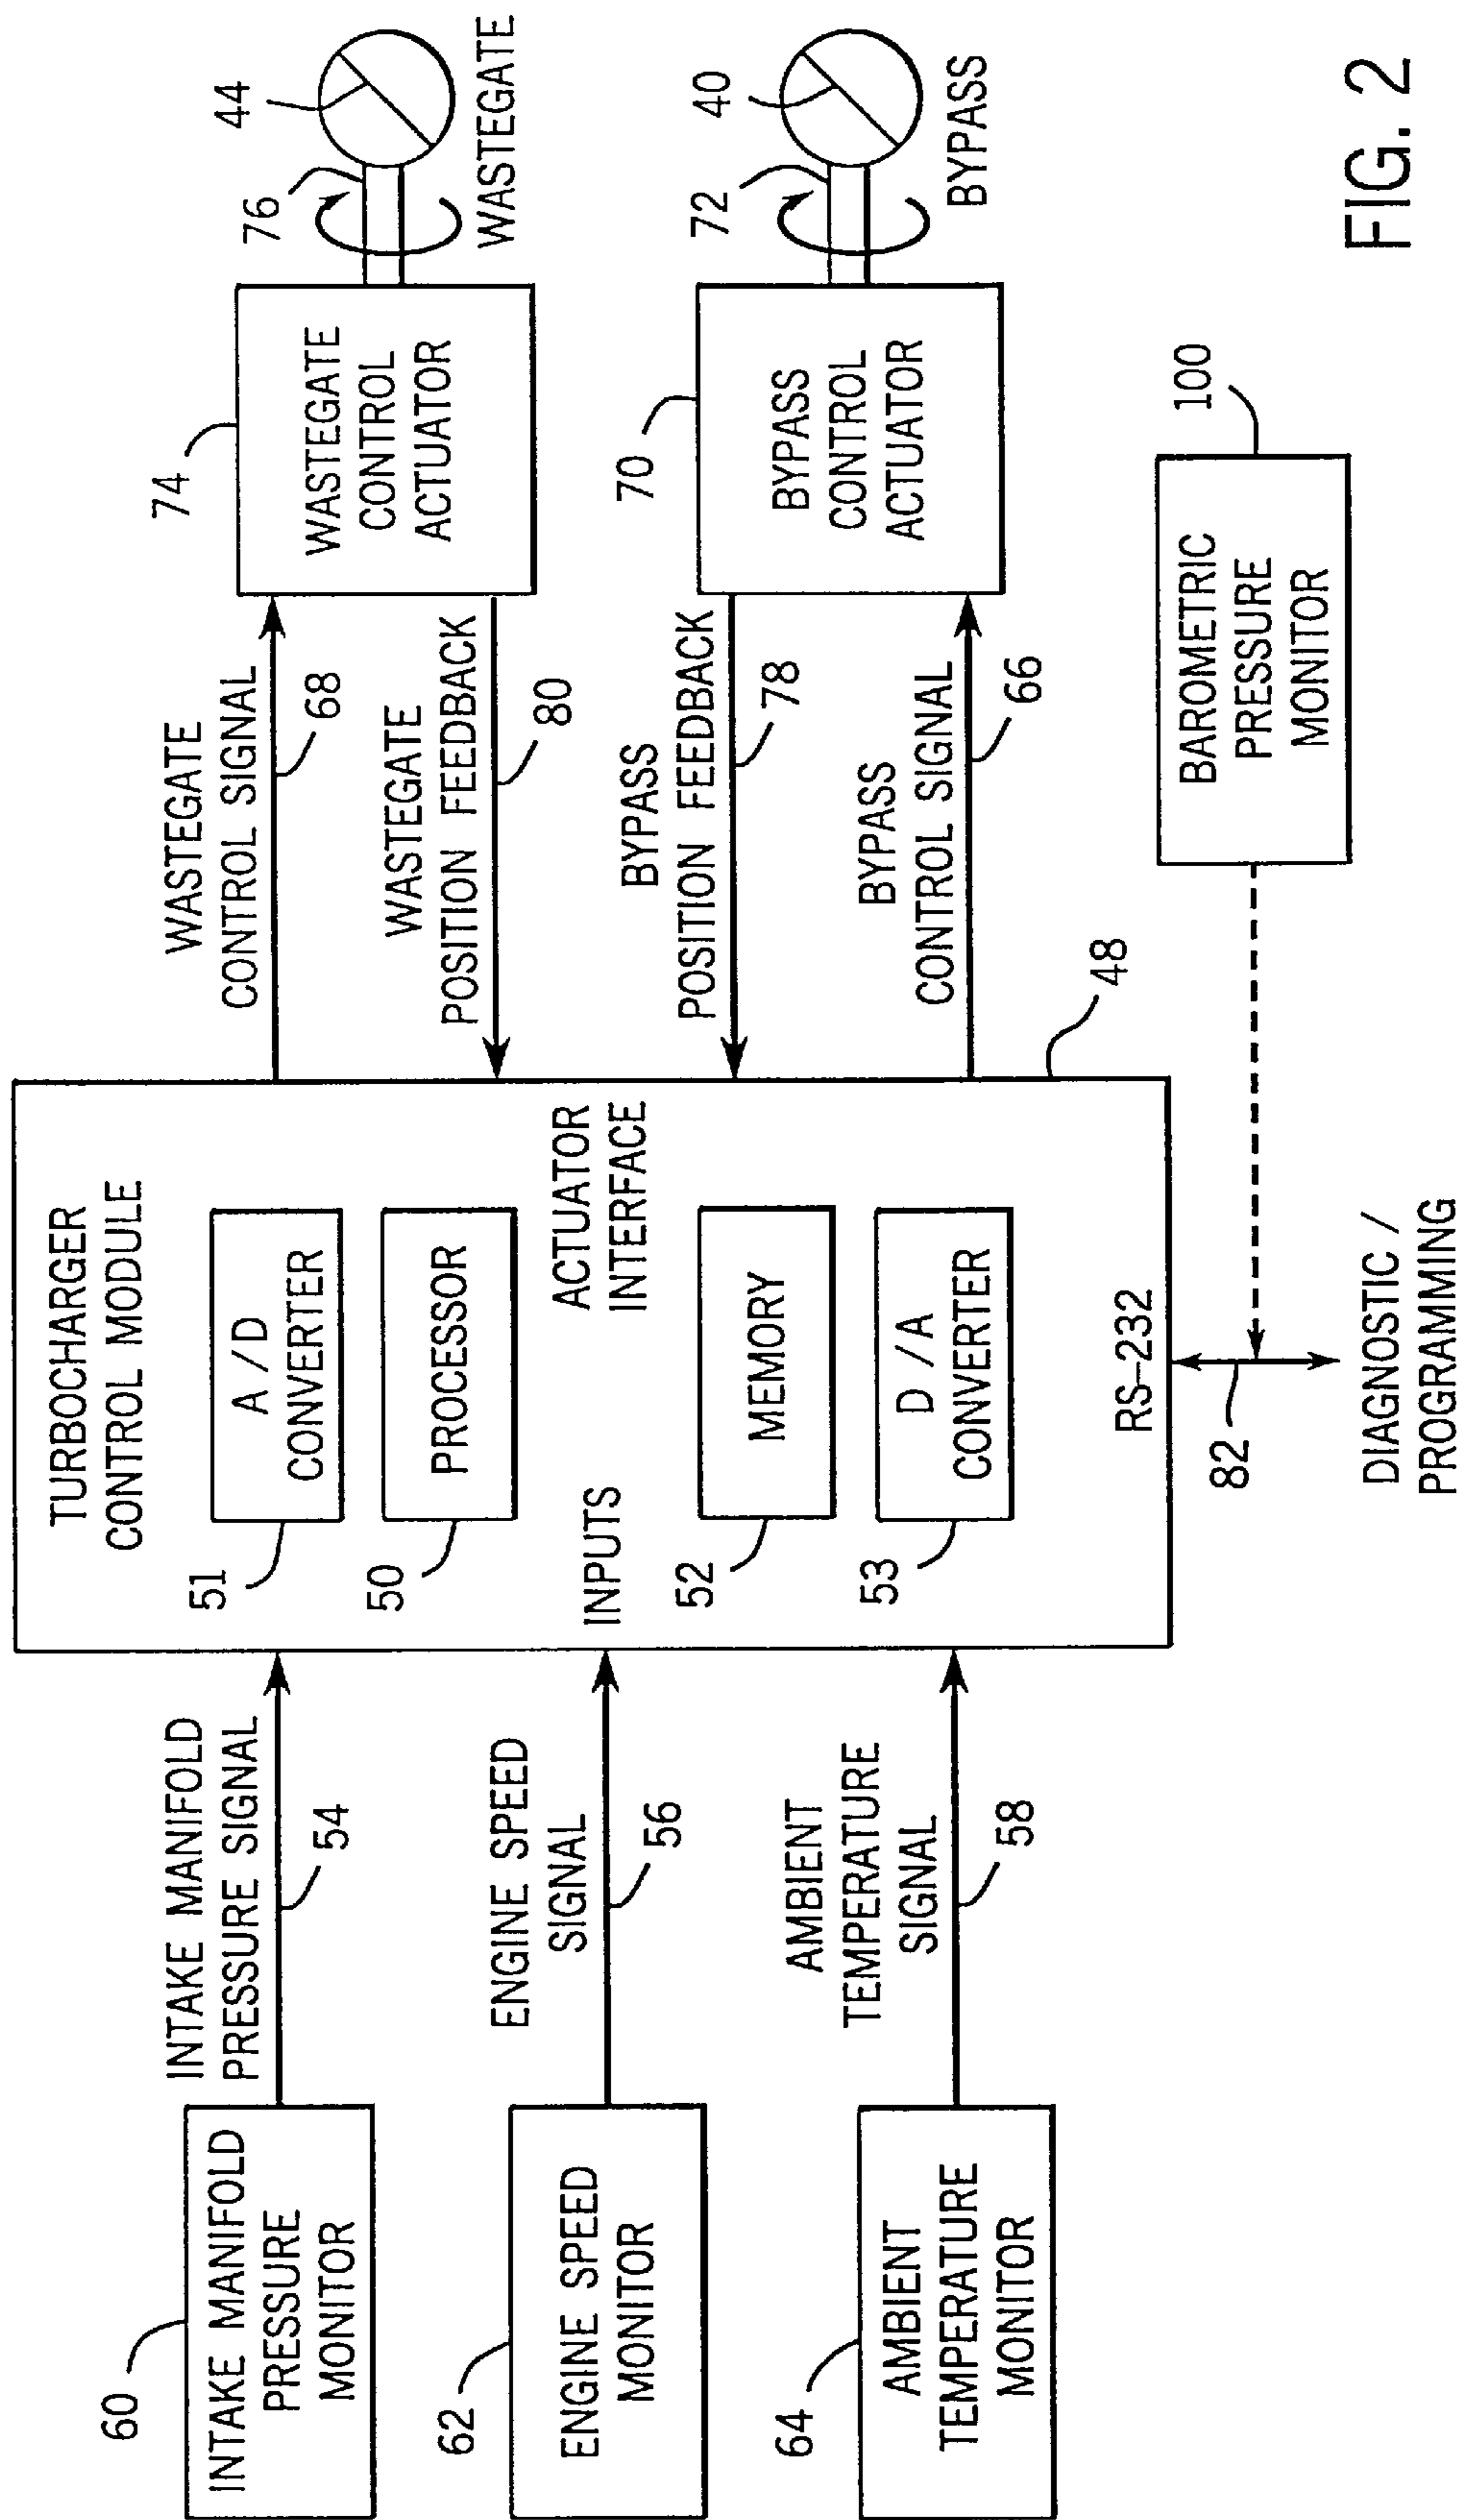 60
INTAKE MANIFOLD
PRESSURE
MONITOR
62
ENGINE SPEED
MONITOR
64
AMBIENT
TEMPERATURE
MONITOR
INTAKE MANIFOLD
PRESSURE SIGNAL
54
ENGINE SPEED
SIGNAL
56
AMBIENT
TEMPERATURE
SIGNAL
58
TURBOCHARGER
CONTROL MODULE
51
A/D
CONVERTER
50
PROCESSOR
INPUTS
ACTUATOR
INTERFACE
52
MEMORY
53
D/A
CONVERTER
RS-232
82
DIAGNOSTIC /
PROGRAMMING
48
WASTEGATE
CONTROL SIGNAL
68
WASTEGATE
POSITION FEEDBACK
80
BYPASS
POSITION FEEDBACK
78
BYPASS
CONTROL SIGNAL
66
74
WASTEGATE
CONTROL
ACTUATOR
70
BYPASS
CONTROL
ACTUATOR
100
BAROMETRIC
PRESSURE
MONITOR
76
44
WASTEGATE
72
40
BYPASS
FIG. 2